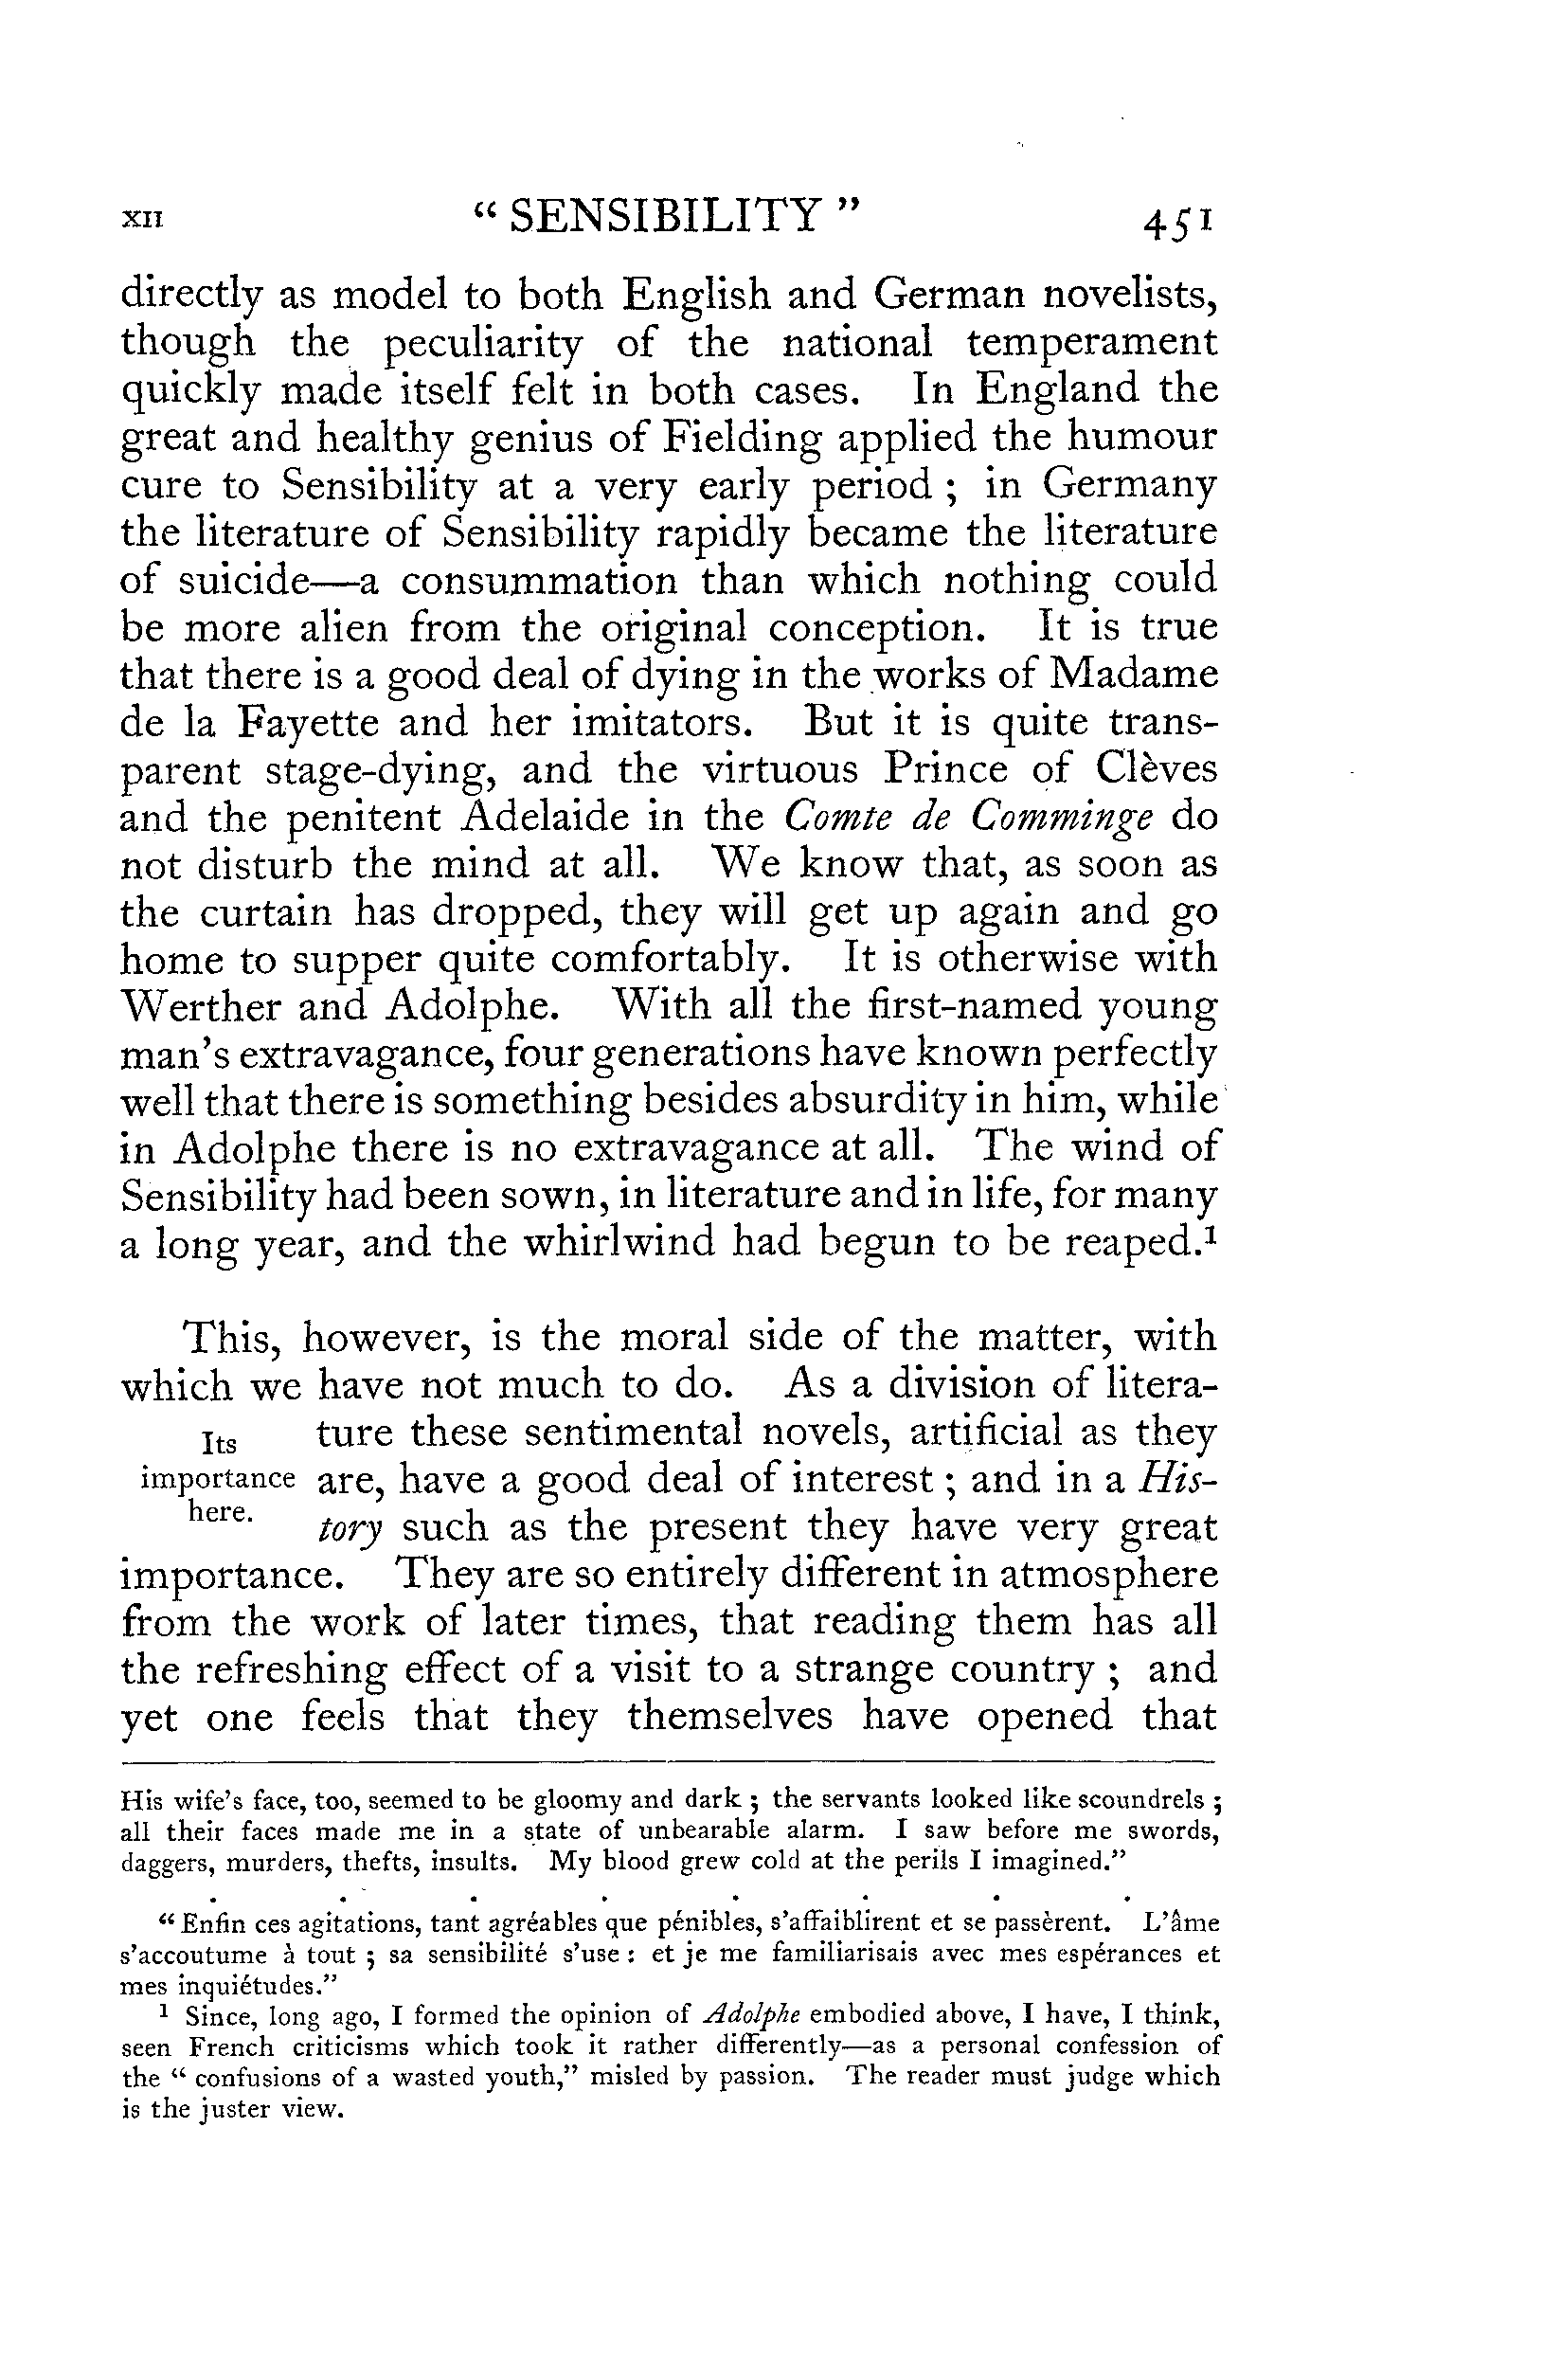 XII “ SENSIBILITY ” 451
directly as model to both English and German novelists,
though the peculiarity of the national temperament
quickly made itself felt in both cases. In England the
great and healthy genius of Fielding applied the humour
cure to Sensibility at a very early period ; in Germany
the literature of Sensibility rapidly became the literature
of suicide—a consummation than which nothing could
be more alien from the original conception. It is true
that there is a good deal of dying in the works of Madame
de la Fayette and her imitators. But it is quite trans-
parent stage-dying, and the virtuous Prince of Clèves
and the penitent Adelaide in the Comte de Comminge do
not disturb the mind at all. We know that, as soon as
the curtain has dropped, they will get up again and go
home to supper quite comfortably. It is otherwise with
Werther and Adolphe. With all the first-named young
man’s extravagance, four generations have known perfectly
well that there is something besides absurdity in him, while
in Adolphe there is no extravagance at all. The wind of
Sensibility had been sown, in literature and in life, for many
a long year, and the whirlwind had begun to be reaped.¹
This, however, is the moral side of the matter, with
which we have not much to do. As a division of litera-
Its ture these sentimental novels, artificial as they
importance are, have a good deal of interest ; and in a His-
here. tory such as the present they have very great
importance. They are so entirely different in atmosphere
from the work of later times, that reading them has all
the refreshing effect of a visit to a strange country ; and
yet one feels that they themselves have opened that
His wife’s face, too, seemed to be gloomy and dark ; the servants looked like scoundrels ;
all their faces made me in a state of unbearable alarm. I saw before me swords,
daggers, murders, thefts, insults. My blood grew cold at the perils I imagined.”
. . . . . . . .
“ Enfin ces agitations, tant agréables que pénibles, s’affaiblirent et se passèrent. L’âme
s’accoutume à tout ; sa sensibilité s’use : et je me familiarisais avec mes espérances et
mes inquiétudes.”
¹ Since, long ago, I formed the opinion of Adolphe embodied above, I have, I think,
seen French criticisms which took it rather differently—as a personal confession of
the “ confusions of a wasted youth,” misled by passion. The reader must judge which
is the juster view.